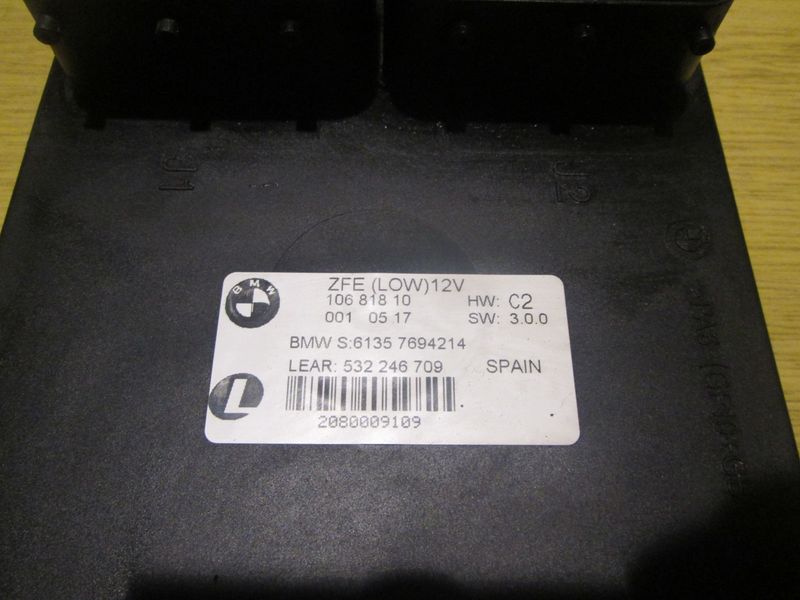 J1
J2
BMW
ZFE (LOW)12V
106 818 10 HW: C2
001 05 17 SW: 3.0.0
BMW S:6135 7694214
LEAR: 532 246 709 SPAIN
L
2080009109